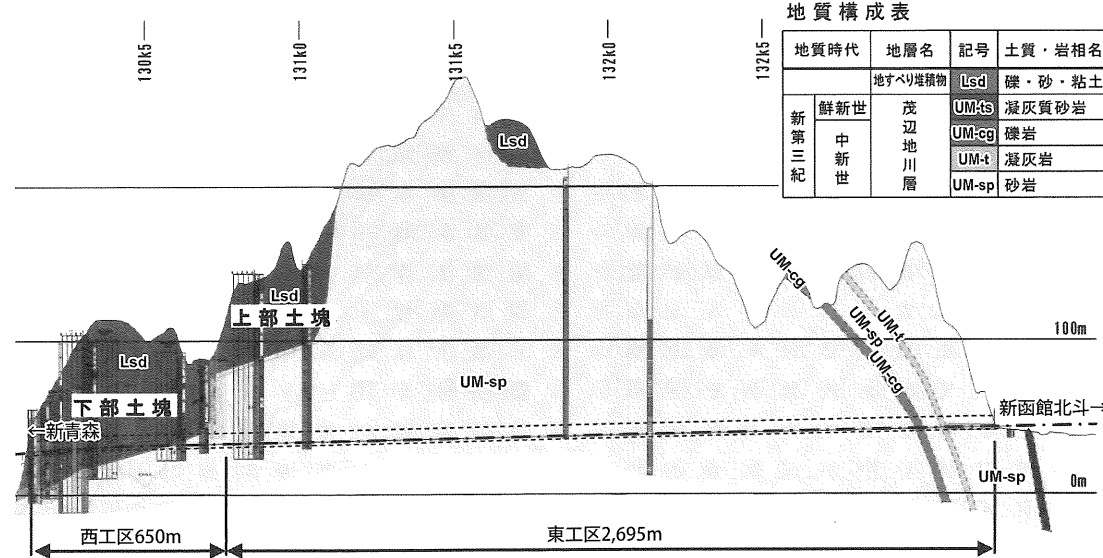 地質構成表
地質時代 地層名 記号 土質・岩相名
地すべり堆積物 Lsd 礫・砂・粘土
新第三紀 鮮新世 茂辺地川層 UM-ts 凝灰質砂岩
中新世 UM-cg 礫岩
UM-t 凝灰岩
UM-sp 砂岩
130k5
131k0
131k5
132k0
132k5
Lsd
UM-cg
Lsd
上部土塊
UM-sp
UM-t
UM-cg
100m
Lsd
UM-sp
下部土塊
←新青森
新函館北斗→
UM-sp
0m
西工区650m
東工区2,695m